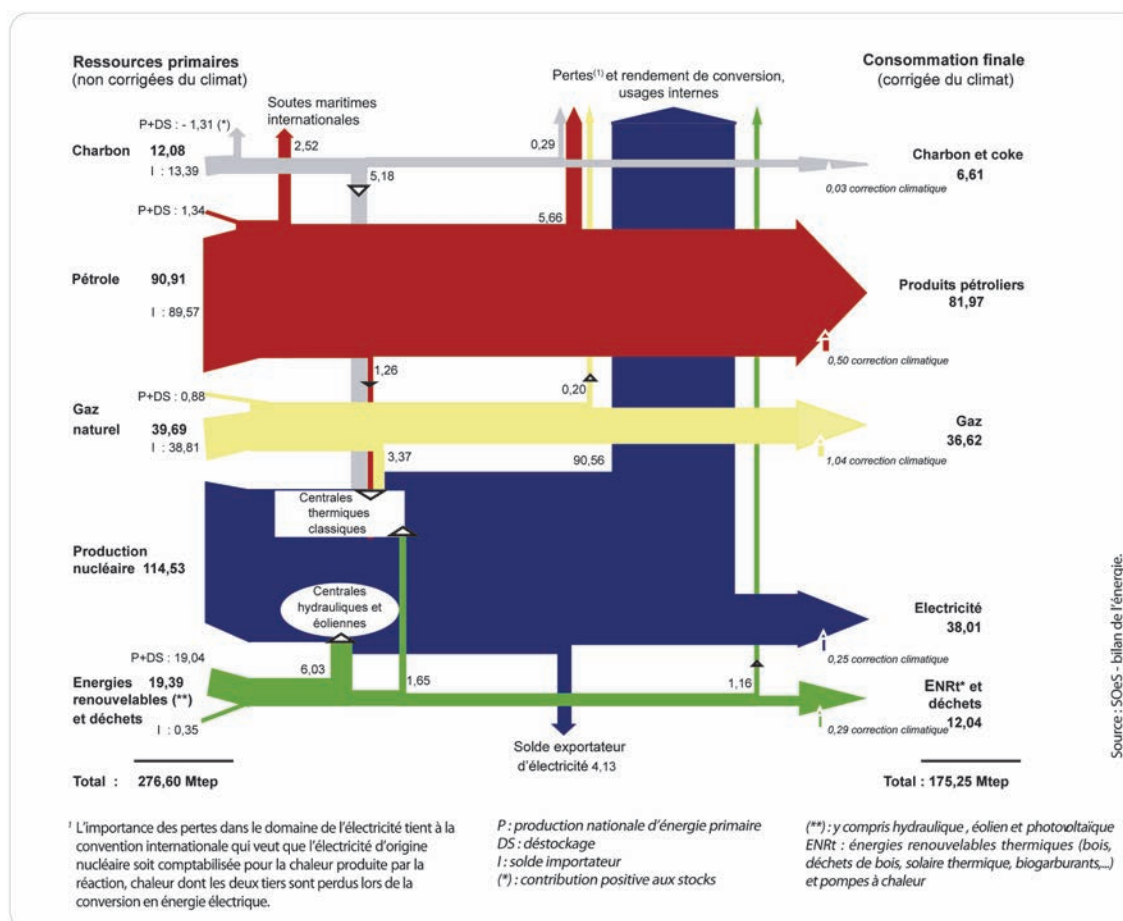 Ressources primaires
(non corrigées du climat)
Consommation finale
(corrigée du climat)
Pertes(1) et rendement de conversion,
usages internes
Soutes maritimes
internationales
P+DS : - 1,31 (*)
Charbon 12,08
I : 13,39
2,52
0,29
5,18
Charbon et coke
6,61
0,03 correction climatique
P+DS : 1,34
5,66
Pétrole 90,91
I : 89,57
Produits pétroliers
81,97
0,50 correction climatique
1,26
0,20
P+DS : 0,88
Gaz
naturel 39,69
I : 38,81
Gaz
36,62
1,04 correction climatique
3,37
90,56
Centrales
thermiques
classiques
Production
nucléaire 114,53
Centrales
hydrauliques et
éoliennes
Electricité
38,01
0,25 correction climatique
P+DS : 19,04
6,03
1,65
1,16
Energies 19,39
renouvelables (**)
et déchets
I : 0,35
ENRt* et
déchets
12,04
0,29 correction climatique
Solde exportateur
d'électricité 4,13
Total : 276,60 Mtep
Total : 175,25 Mtep
Source : SOeS - bilan de l'énergie.
1 L'importance des pertes dans le domaine de l'électricité tient à la
convention internationale qui veut que l'électricité d'origine
nucléaire soit comptabilisée pour la chaleur produite par la
réaction, chaleur dont les deux tiers sont perdus lors de la
conversion en énergie électrique.
P : production nationale d'énergie primaire
DS : déstockage
I : solde importateur
(*) : contribution positive aux stocks
(**) : y compris hydraulique , éolien et photovoltaïque
ENRt : énergies renouvelables thermiques (bois,
déchets de bois, solaire thermique, biogarburants,...)
et pompes à chaleur